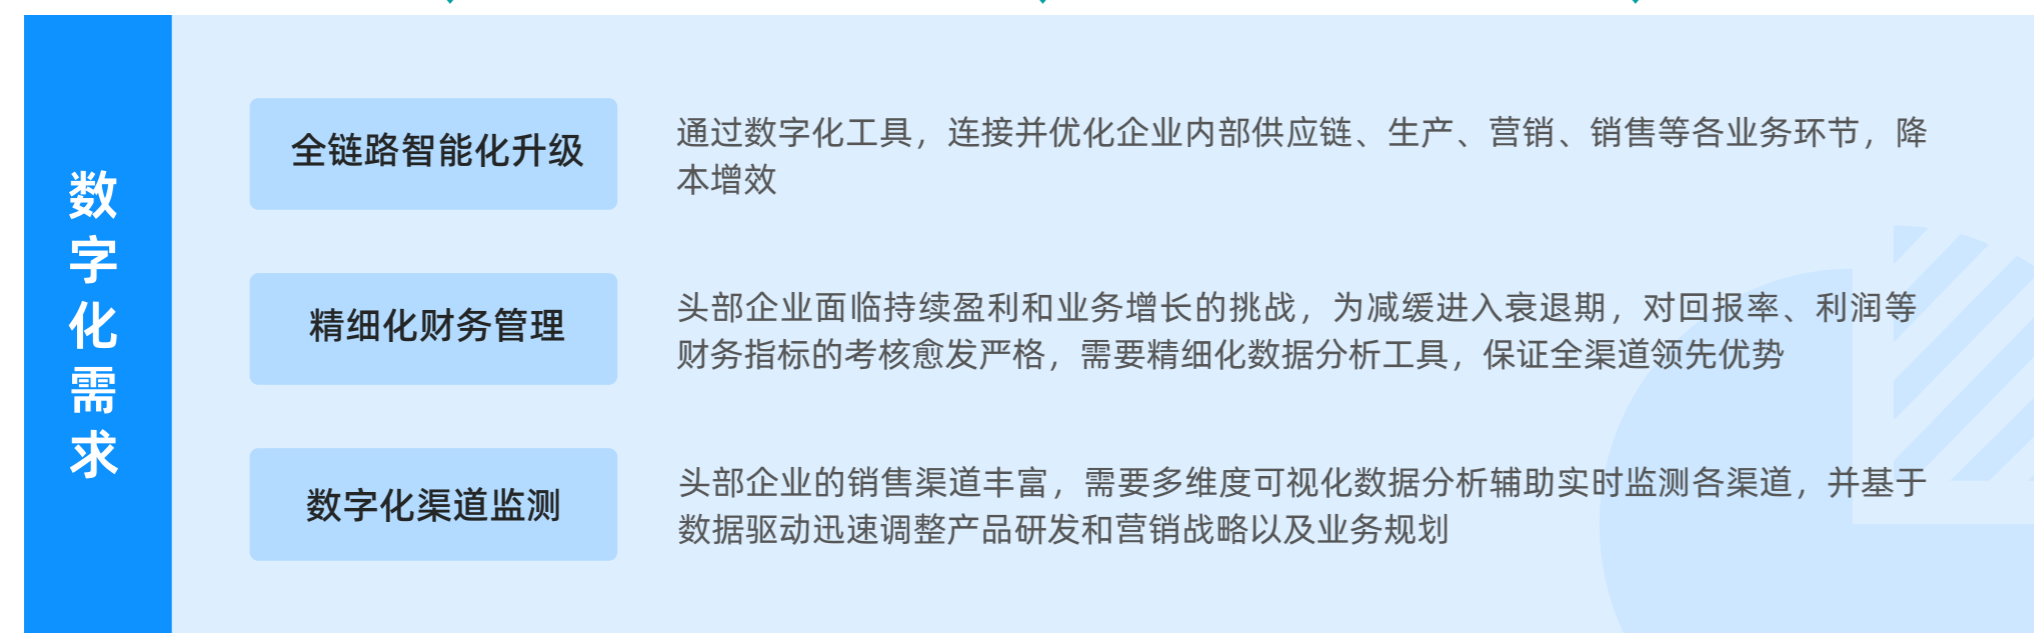 数字化需求
全链路智能化升级
通过数字化工具，连接并优化企业内部供应链、生产、营销、销售等各业务环节，降
本增效
精细化财务管理
头部企业面临持续盈利和业务增长的挑战，为减缓进入衰退期，对回报率、利润等
财务指标的考核愈发严格，需要精细化数据分析工具，保证全渠道领先优势
数字化渠道监测
头部企业的销售渠道丰富，需要多维度可视化数据分析辅助实时监测各渠道，并基于
数据驱动迅速调整产品研发和营销战略以及业务规划